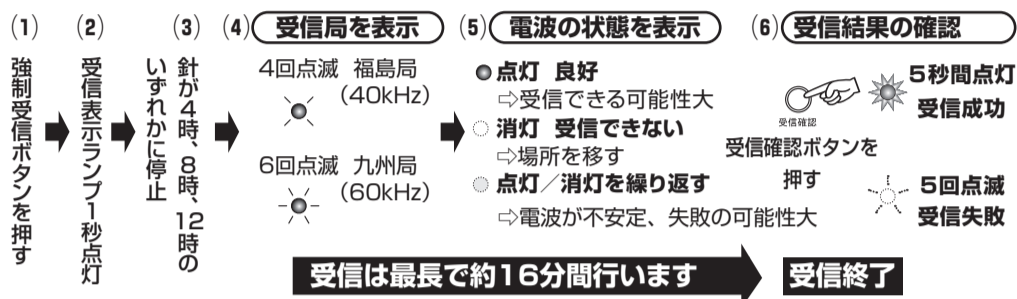 (1)
強制受信ボタンを押す
(2)
受信表示ランプ1秒点灯
(3)
針が4時、8時、12時の
いずれかに停止
(4) 受信局を表示
4回点滅 福島局
(40kHz)
6回点滅 九州局
(60kHz)
(5) 電波の状態を表示
点灯 良好
⇨受信できる可能性大
消灯 受信できない
⇨場所を移す
点灯/消灯を繰り返す
⇨電波が不安定、失敗の可能性大
(6) 受信結果の確認
受信確認
受信確認ボタンを
押す
5秒間点灯
受信成功
5回点滅
受信失敗
受信は最長で約16分間行います
受信終了